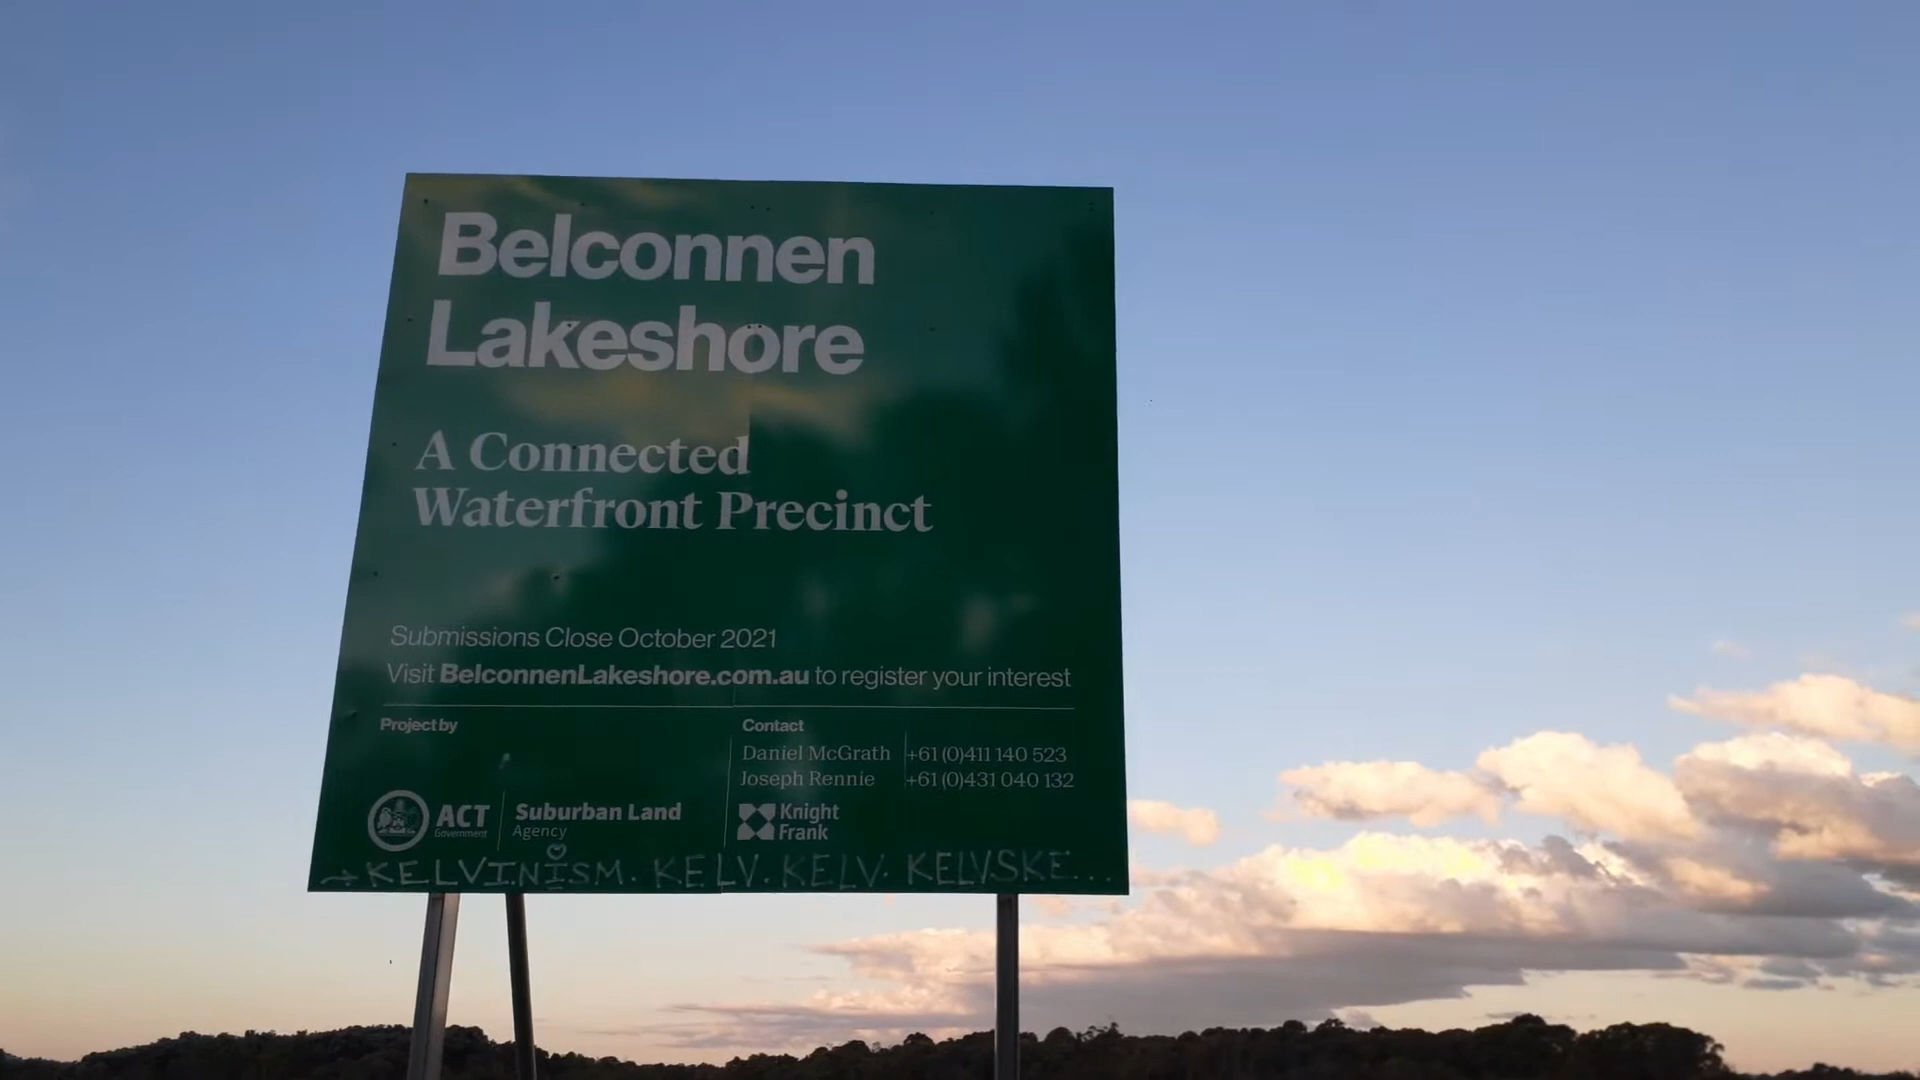 Belconnen
Lakeshore
A Connected
Waterfront Precinct
Submissions Close October 2021
Visit BelconnenLakeshore.com.au to register your interest
Project by
ACT
Government
Suburban Land
Agency
Contact
Daniel McGrath +61 (0)411 140 523
Joseph Rennie +61 (0)431 040 132
Knight
Frank
KELVINISM. KELV. KELV. KELVSKE...